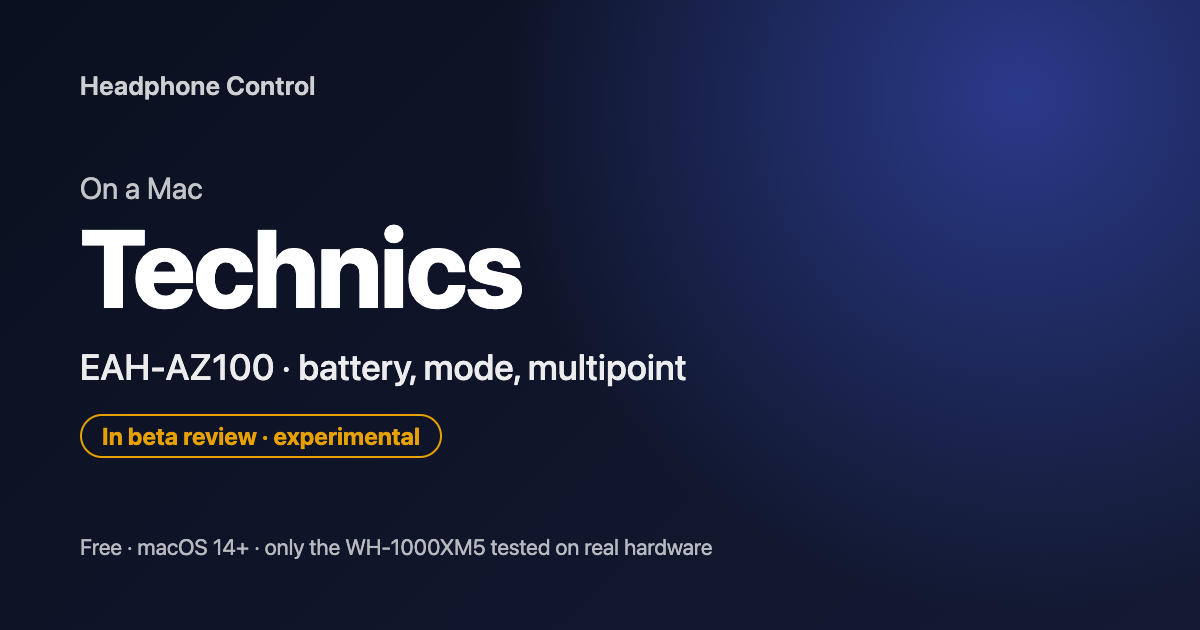 Headphone Control
On a Mac
Technics
EAH-AZ100 · battery, mode, multipoint
In beta review · experimental
Free · macOS 14+ · only the WH-1000XM5 tested on real hardware